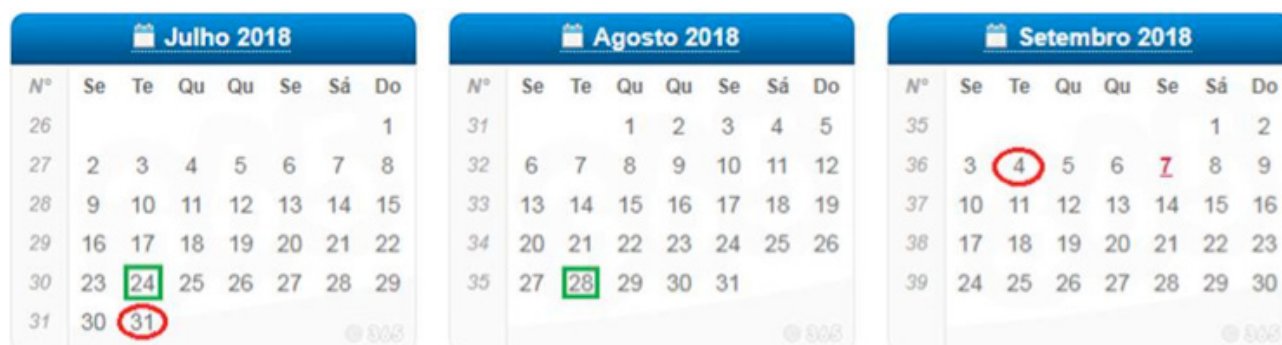 Julho 2018
Nº Se Te Qu Qu Se Sá Do
26 1
27 2 3 4 5 6 7 8
28 9 10 11 12 13 14 15
29 16 17 18 19 20 21 22
30 23 24 25 26 27 28 29
31 30 31
© 365
Agosto 2018
Nº Se Te Qu Qu Se Sá Do
31 1 2 3 4 5
32 6 7 8 9 10 11 12
33 13 14 15 16 17 18 19
34 20 21 22 23 24 25 26
35 27 28 29 30 31
© 365
Setembro 2018
Nº Se Te Qu Qu Se Sá Do
35 1 2
36 3 4 5 6 7 8 9
37 10 11 12 13 14 15 16
38 17 18 19 20 21 22 23
39 24 25 26 27 28 29 30
© 365